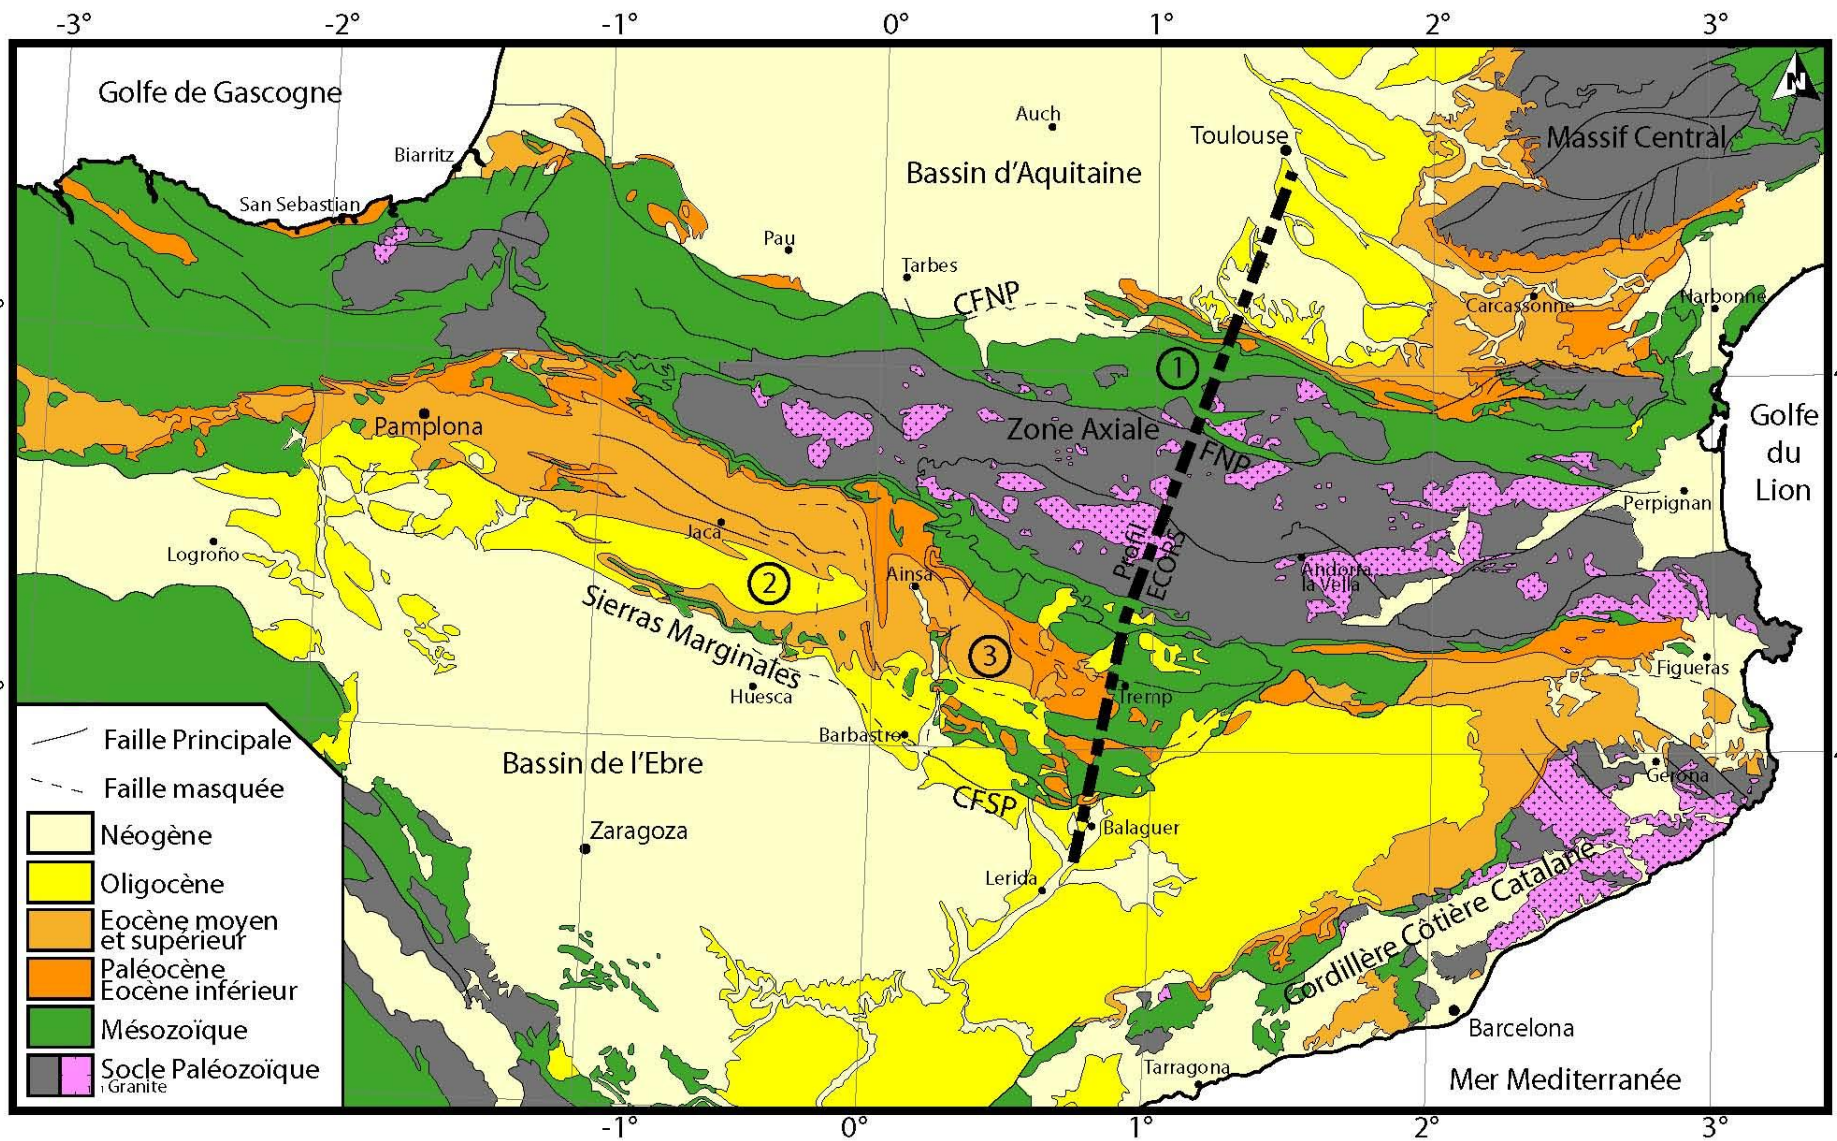 -3°
-2°
-1°
0°
1°
2°
3°
N
Golfe de Gascogne
Auch
Toulouse
Massif Central
Biarritz
Bassin d'Aquitaine
San Sebastian
Pau
Tarbes
CFNP
Carcassonne
Narbonne
1
Pamplona
Zone Axiale
FNP
Golfe
du
Lion
Perpignan
Jaca
Logroño
Profil
ECORS
Ainsa
Andorra
la Vella
2
Sierras Marginales
3
Figueras
Huesca
Tremp
Barbastro
Bassin de l'Ebre
Gerona
CFSP
Balaguer
Zaragoza
Lerida
Cordillère Côtière Catalane
Barcelona
Tarragona
Mer Mediterranée
Faille Principale
Faille masquée
Néogène
Oligocène
Eocène moyen
et supérieur
Paléocène
Eocène inférieur
Mésozoïque
Socle Paléozoïque
Granite
-1°
0°
1°
2°
3°